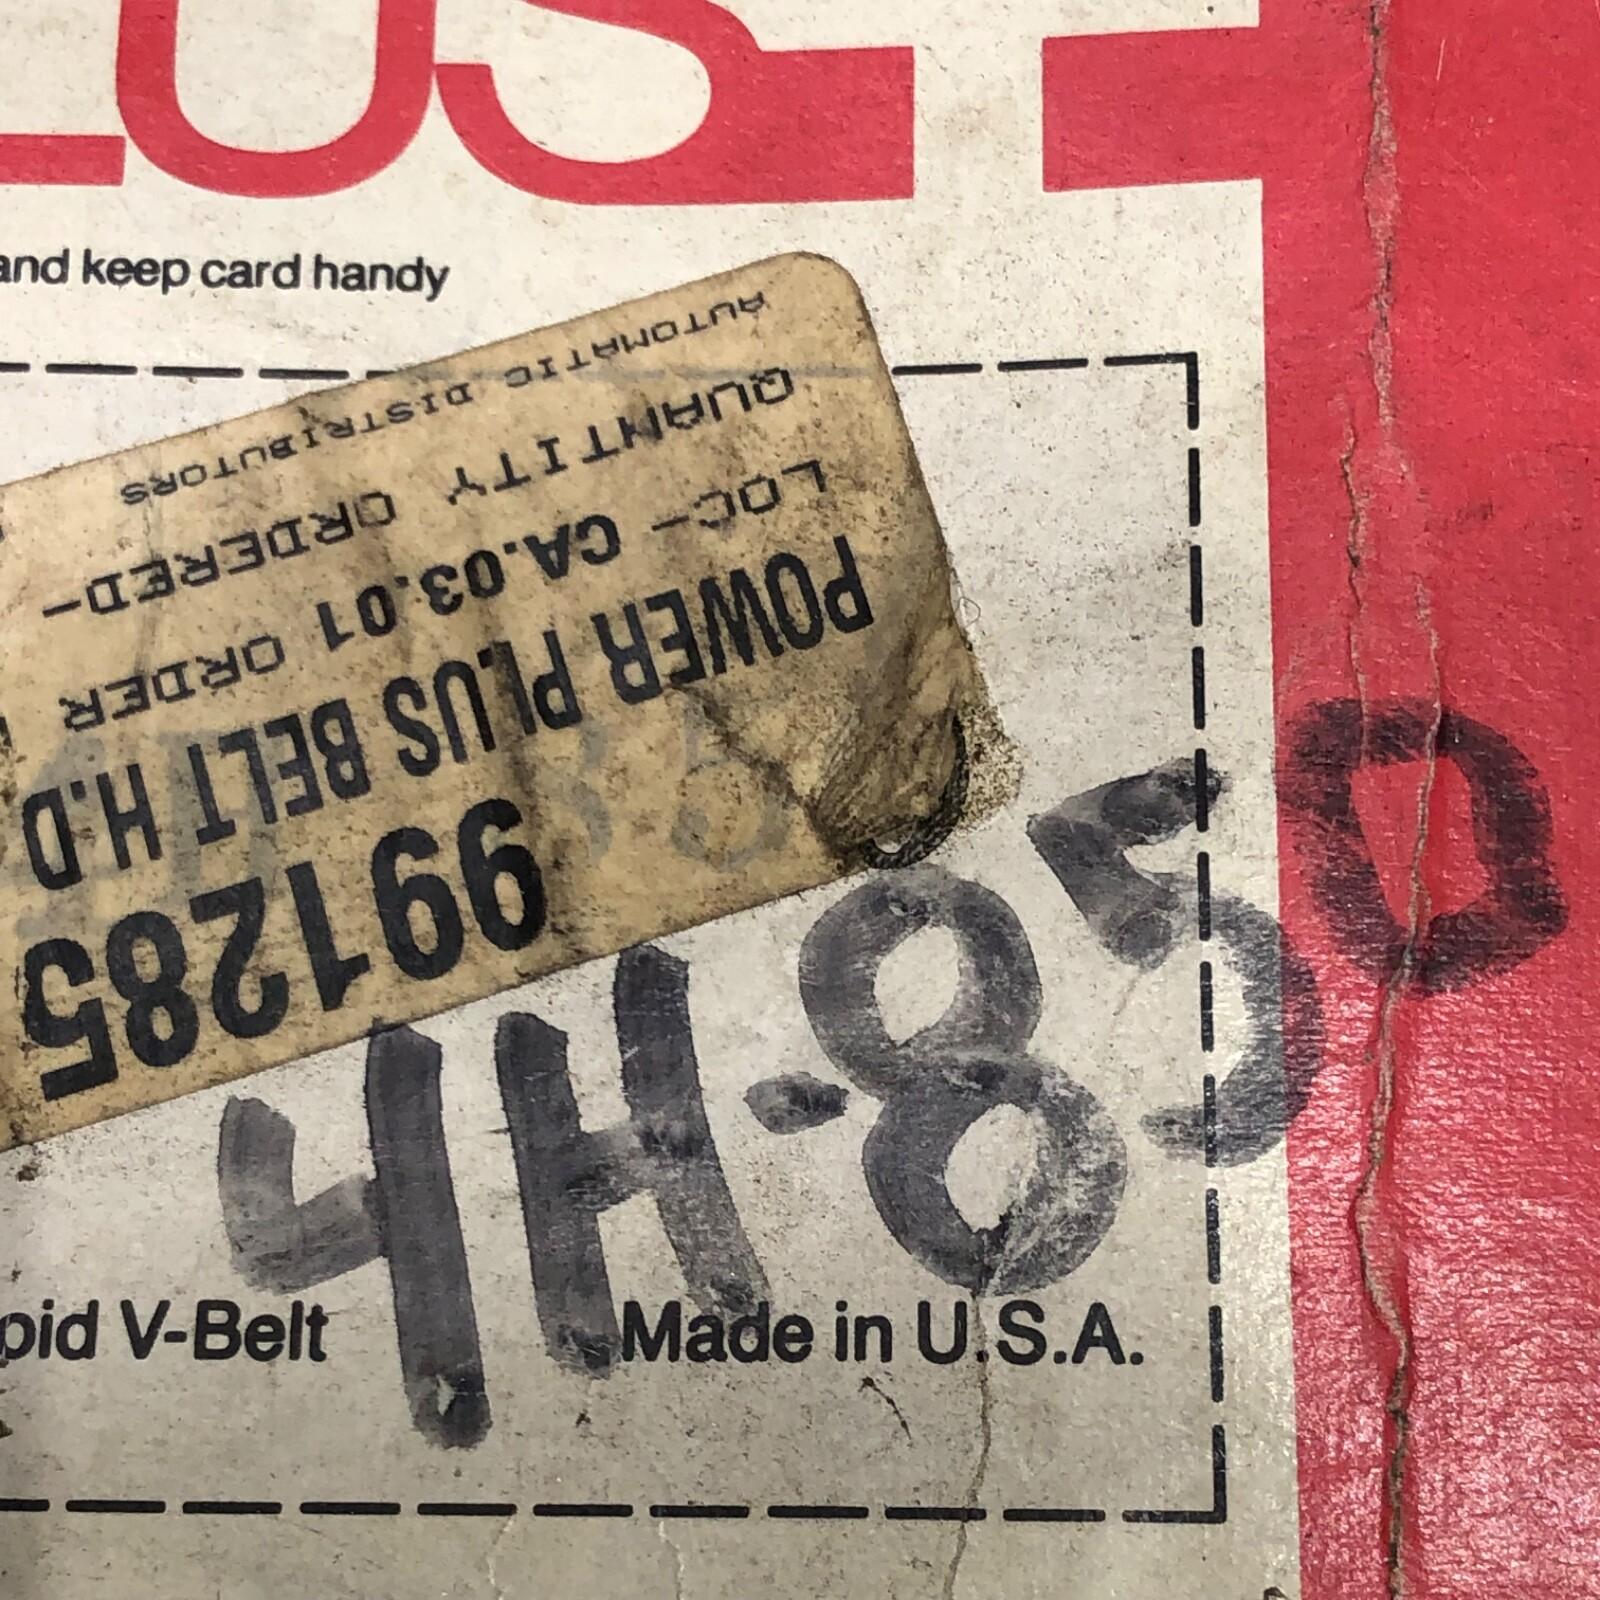 LUS
and keep card handy
991285
POWER PLUS BELT H.D
LOC- CA.03.01 ORDER
QUANTITY ORDERED-
AUTOMATIC DISTRIBUTORS
4H-850
V-Belt
Made in U.S.A.